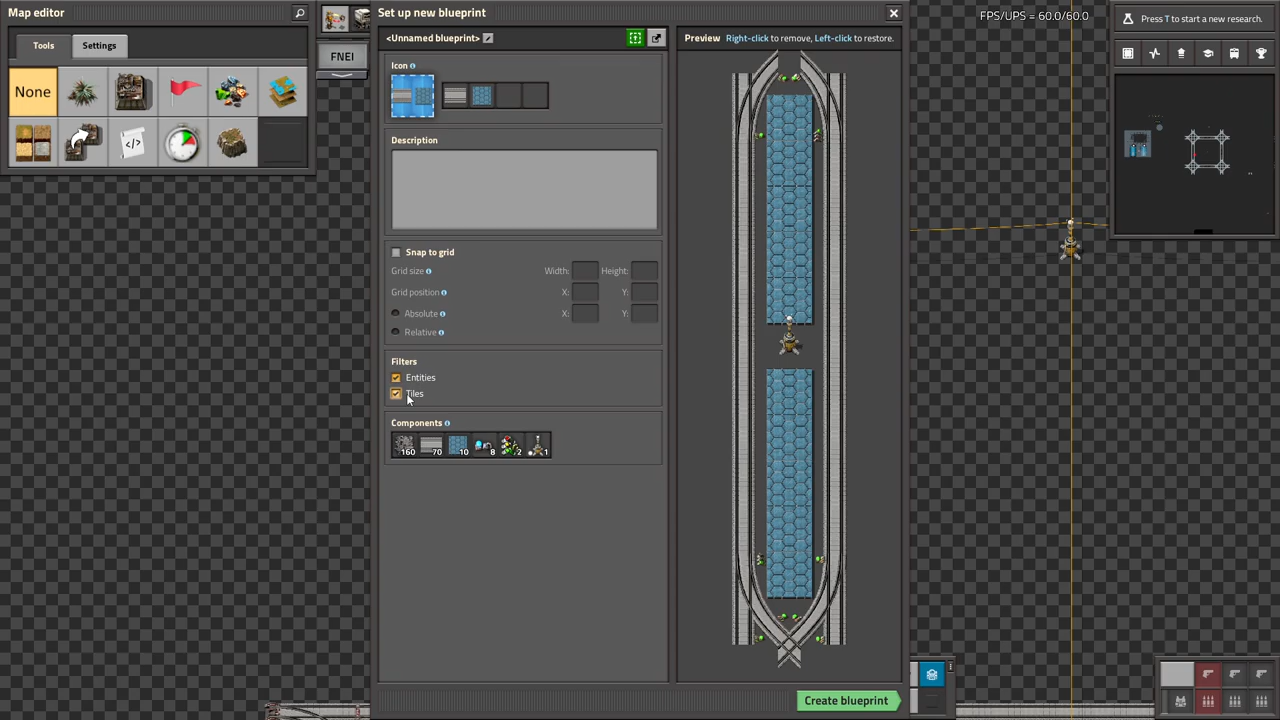 Map editor
Tools
Settings
None
FNEI
Set up new blueprint
<Unnamed blueprint>
Icon
Description
Snap to grid
Grid size
Width:
Height:
Grid position
X:
Y:
Absolute
X:
Y:
Relative
Filters
Entities
Tiles
Components
160
70
10
8
2
1
Preview Right-click to remove, Left-click to restore.
Create blueprint
FPS/UPS = 60.0/60.0
Press T to start a new research.